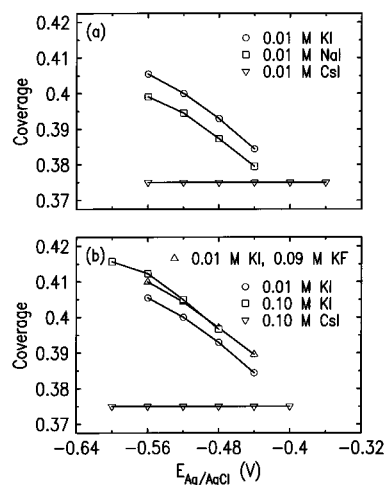 (a)
0.01 M KI
0.01 M NaI
0.01 M CsI
Coverage
0.42
0.41
0.4
0.39
0.38
0.37
(b)
0.01 M KI, 0.09 M KF
0.01 M KI
0.10 M KI
0.10 M CsI
Coverage
0.42
0.41
0.4
0.39
0.38
0.37
−0.64 −0.56 −0.48 −0.4 −0.32
E Ag/AgCl (V)